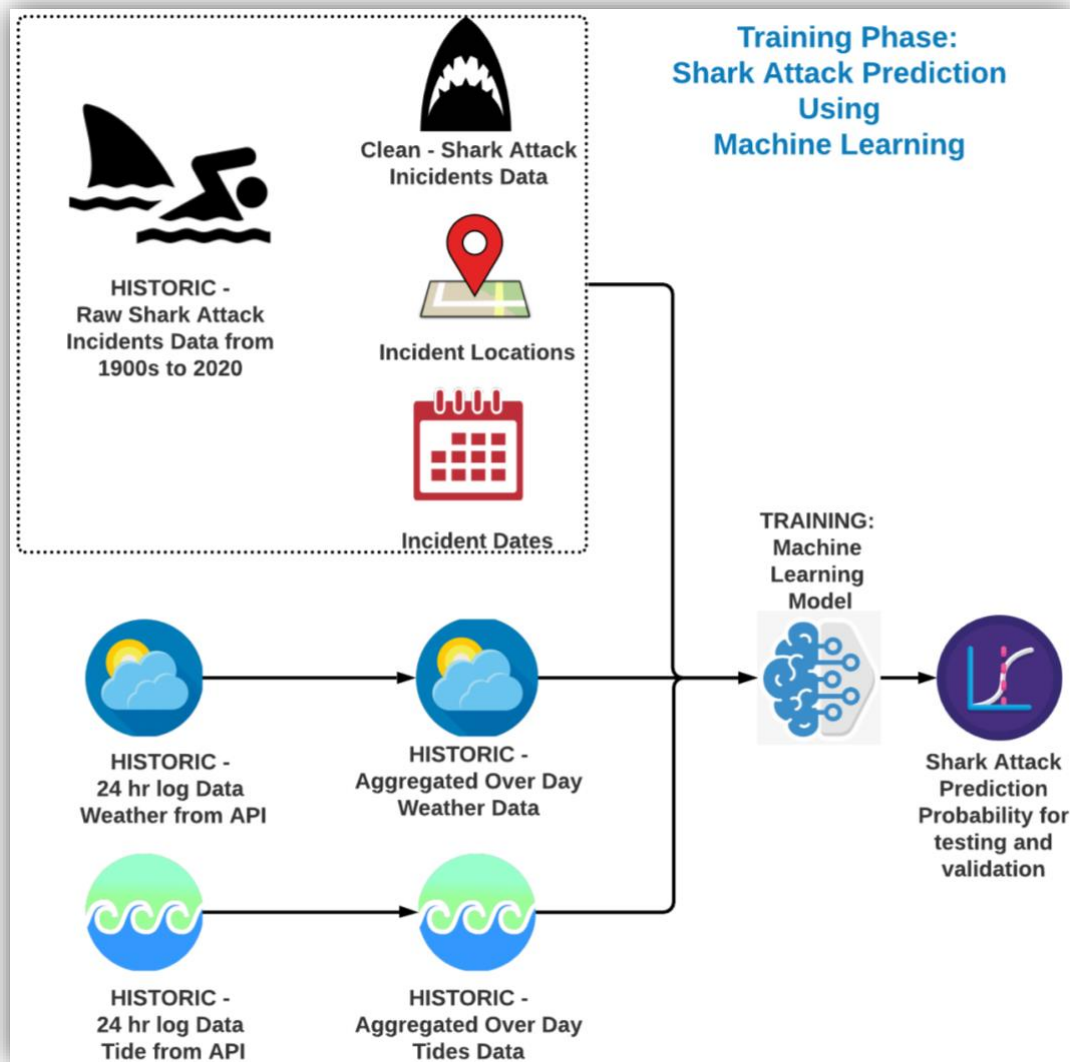 Training Phase:
Shark Attack Prediction
Using
Machine Learning
Clean - Shark Attack
Inicidents Data
HISTORIC -
Raw Shark Attack
Incidents Data from
1900s to 2020
Incident Locations
Incident Dates
TRAINING:
Machine
Learning
Model
HISTORIC -
24 hr log Data
Weather from API
HISTORIC -
Aggregated Over Day
Weather Data
Shark Attack
Prediction
Probability for
testing and
validation
HISTORIC -
24 hr log Data
Tide from API
HISTORIC -
Aggregated Over Day
Tides Data